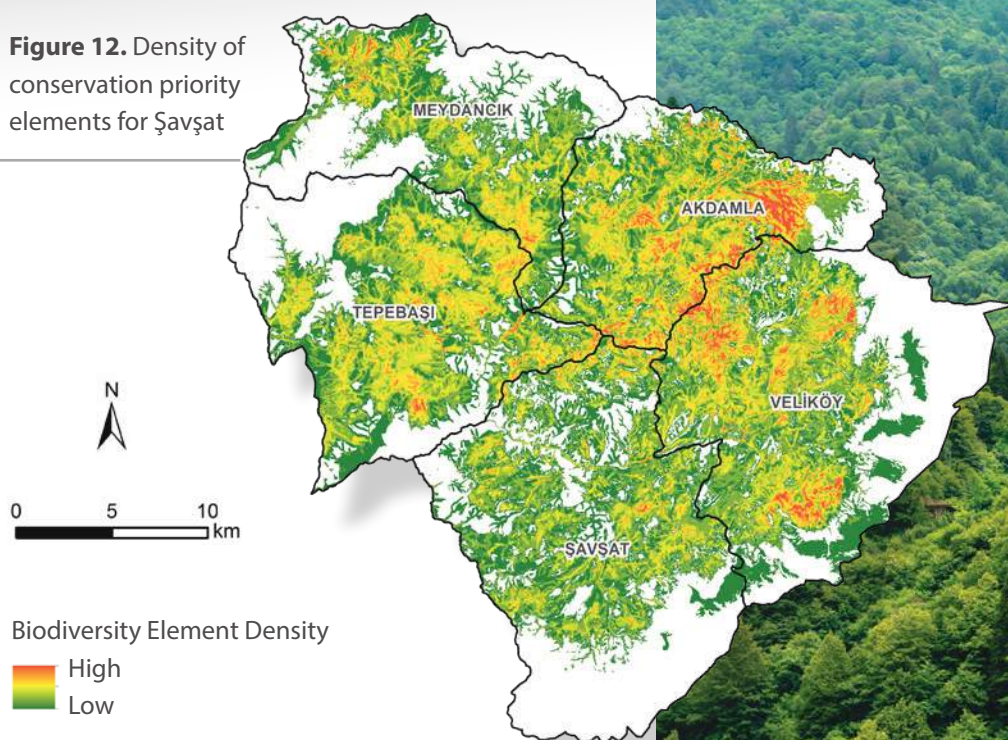 Figure 12. Density of
conservation priority
elements for Şavşat
MEYDANCIK
AKDAMLA
TEPEBAŞI
VELİKÖY
ŞAVŞAT
N
0 5 10
km
Biodiversity Element Density
High
Low